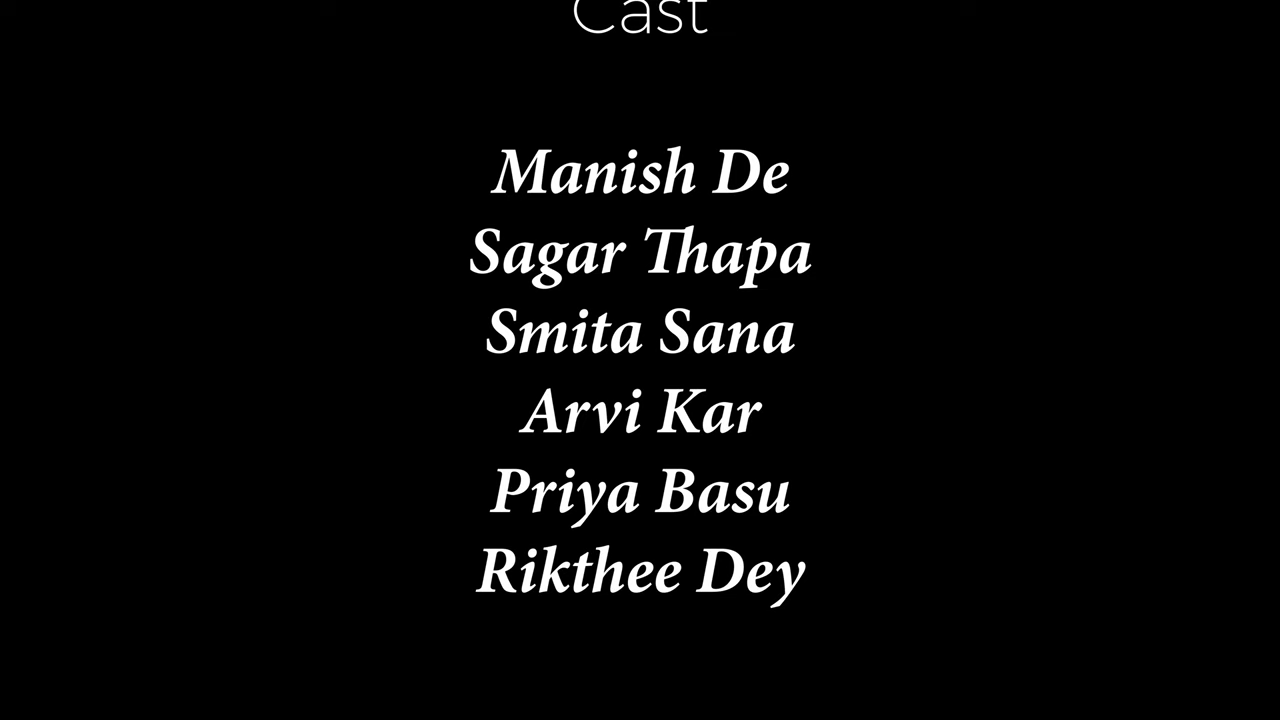 Cast
Manish De
Sagar Thapa
Smita Sana
Arvi Kar
Priya Basu
Rikthee Dey